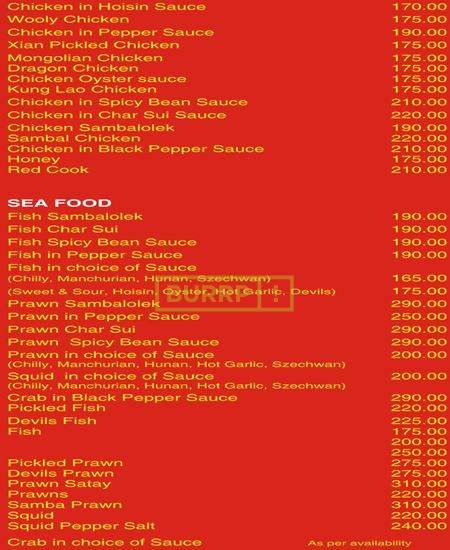 Chicken in Hoisin Sauce 170.00
Wooly Chicken 175.00
Chicken in Pepper Sauce 190.00
Xian Pickled Chicken 175.00
Mongolian Chicken 175.00
Dragon Chicken 175.00
Chicken Oyster sauce 175.00
Kung Lao Chicken 175.00
Chicken in Spicy Bean Sauce 210.00
Chicken in Char Sui Sauce 220.00
Chicken Sambalolek 190.00
Sambal Chicken 220.00
Chicken in Black Pepper Sauce 210.00
Honey 175.00
Red Cook 210.00
SEA FOOD
Fish Sambalolek 190.00
Fish Char Sui 190.00
Fish Spicy Bean Sauce 190.00
Fish in Pepper Sauce 190.00
Fish in choice of Sauce
(Chilly, Manchurian, Hunan, Szechwan) 165.00
(Sweet & Sour, Hoisin, Oyster, Hot Garlic, Devils) 175.00
BURRP!
Prawn Sambalolek 290.00
Prawn in Pepper Sauce 250.00
Prawn Char Sui 290.00
Prawn Spicy Bean Sauce 290.00
Prawn in choice of Sauce 200.00
(Chilly, Manchurian, Hunan, Hot Garlic, Szechwan)
Squid in choice of Sauce 200.00
(Chilly, Manchurian, Hunan, Hot Garlic, Szechwan)
Crab in Black Pepper Sauce 290.00
Pickled Fish 220.00
Devils Fish 225.00
Fish 175.00
200.00
250.00
Pickled Prawn 275.00
Devils Prawn 275.00
Prawn Satay 310.00
Prawns 220.00
Samba Prawn 310.00
Squid 220.00
Squid Pepper Salt 240.00
Crab in choice of Sauce As per availability